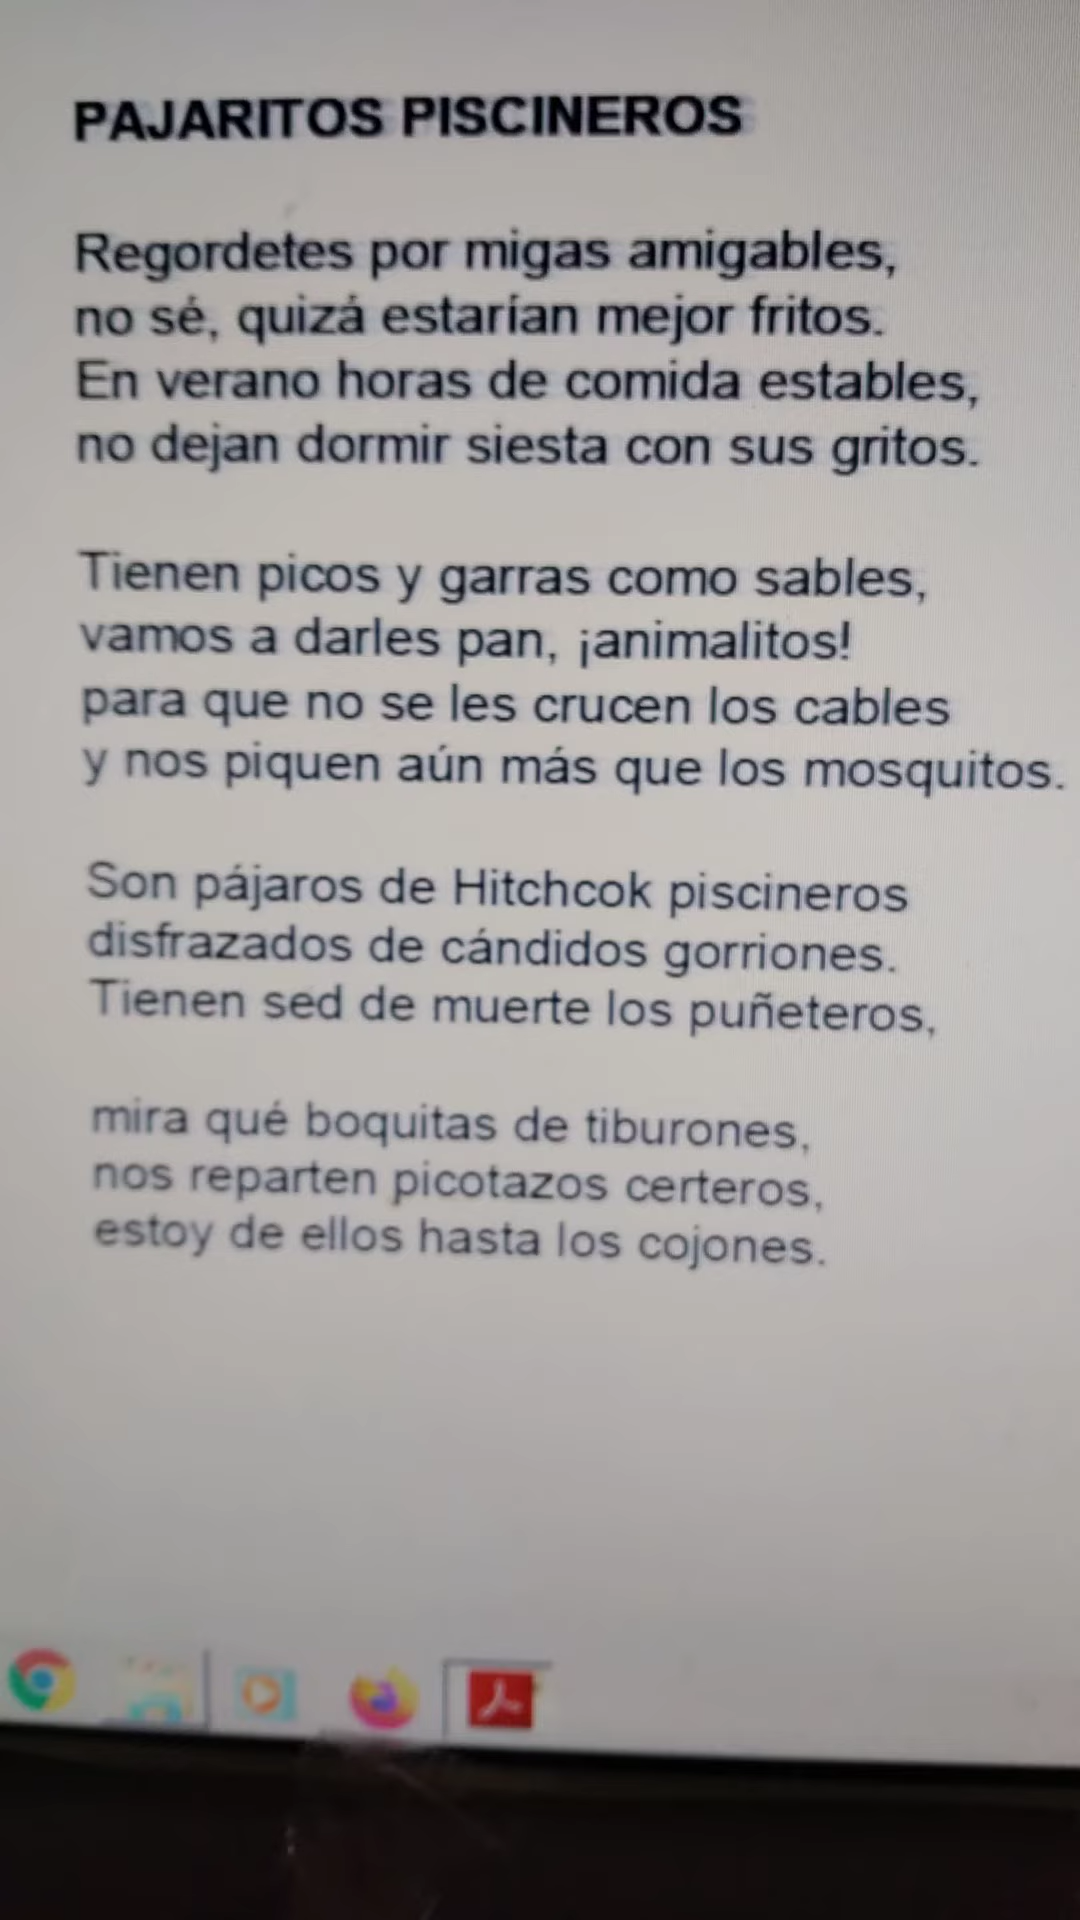 PAJARITOS PISCINEROS
Regordetes por migas amigables,
no sé, quizá estarían mejor fritos.
En verano horas de comida estables,
no dejan dormir siesta con sus gritos.
Tienen picos y garras como sables,
vamos a darles pan, ¡animalitos!
para que no se les crucen los cables
y nos piquen aún más que los mosquitos.
Son pájaros de Hitchcok piscineros
disfrazados de cándidos gorriones.
Tienen sed de muerte los puñeteros,
mira qué boquitas de tiburones,
nos reparten picotazos certeros,
estoy de ellos hasta los cojones.